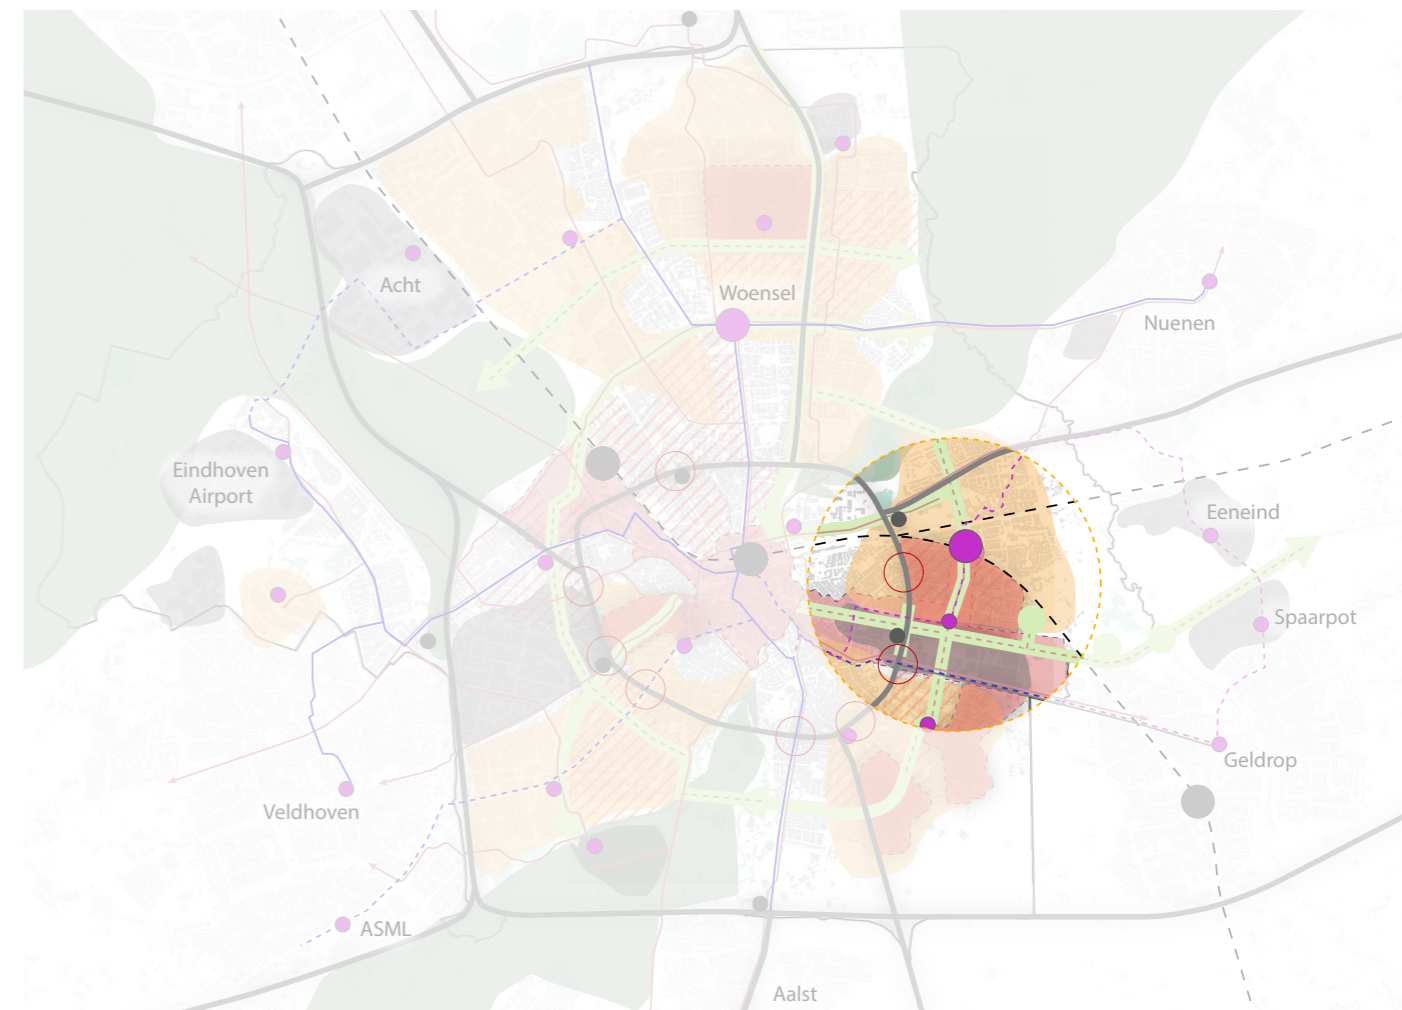 Acht
Woensel
Nuenen
Eindhoven
Airport
Eeneind
Spaarpot
Geldrop
Veldhoven
ASML
Aalst